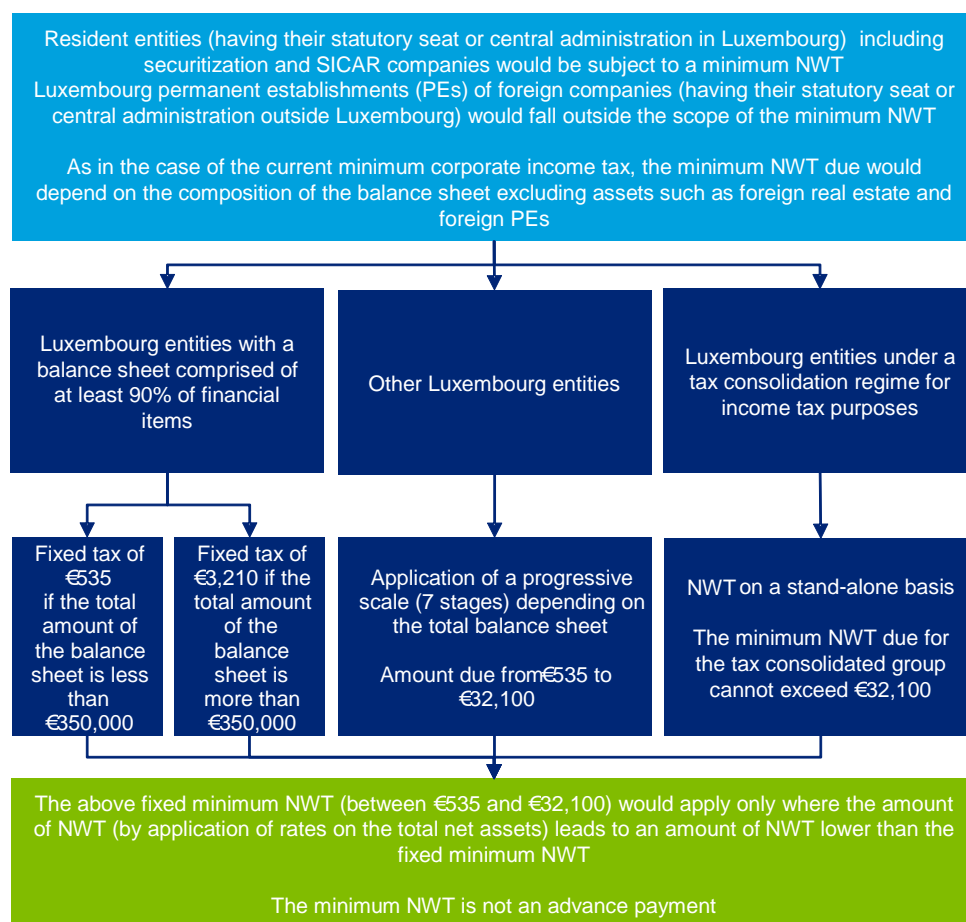 Resident entities (having their statutory seat or central administration in Luxembourg) including
securitization and SICAR companies would be subject to a minimum NWT
Luxembourg permanent establishments (PEs) of foreign companies (having their statutory seat or
central administration outside Luxembourg) would fall outside the scope of the minimum NWT
As in the case of the current minimum corporate income tax, the minimum NWT due would
depend on the composition of the balance sheet excluding assets such as foreign real estate and
foreign PEs
Luxembourg entities with a
balance sheet comprised of
at least 90% of financial
items
Other Luxembourg entities
Luxembourg entities under a
tax consolidation regime for
income tax purposes
Fixed tax of
€535
if the total
amount of
the balance
sheet is less
than
€350,000
Fixed tax of
€3,210 if the
total amount
of the
balance
sheet is
more than
€350,000
Application of a progressive
scale (7 stages) depending on
the total balance sheet
Amount due from€535 to
€32,100
NWT on a stand-alone basis
The minimum NWT due for
the tax consolidated group
cannot exceed €32,100
The above fixed minimum NWT (between €535 and €32,100) would apply only where the amount
of NWT (by application of rates on the total net assets) leads to an amount of NWT lower than the
fixed minimum NWT
The minimum NWT is not an advance payment